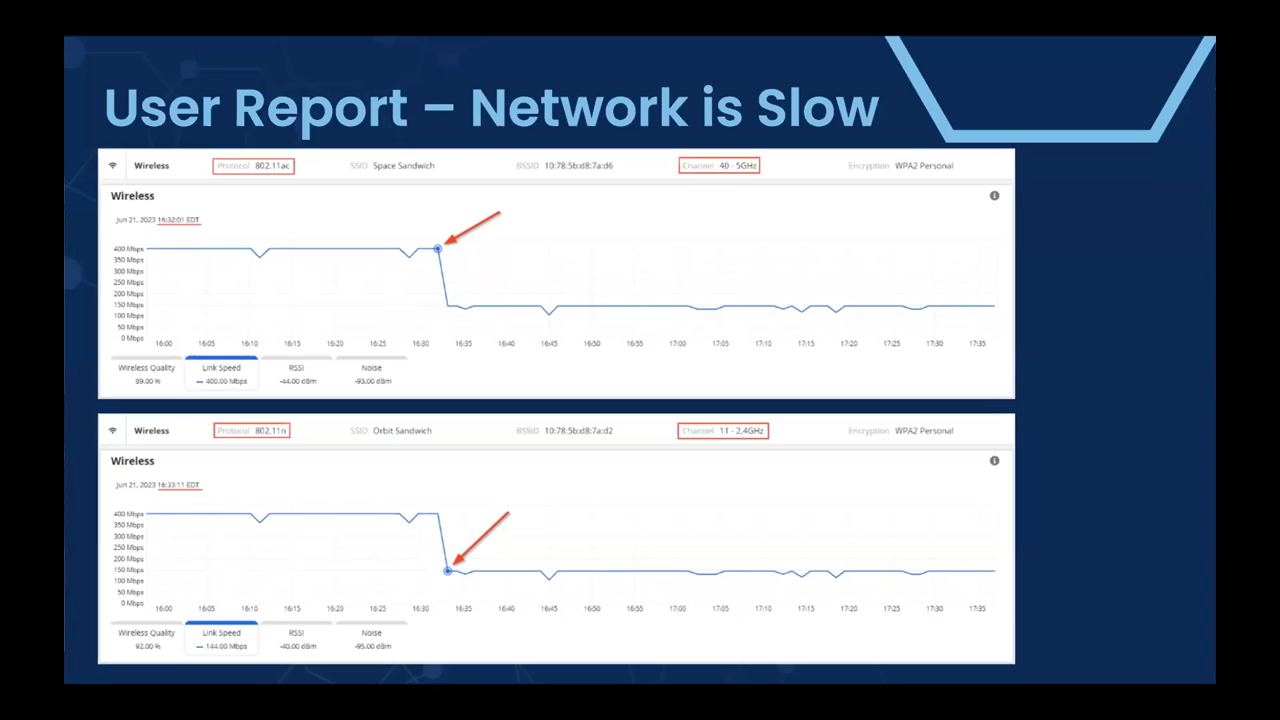 User Report – Network is Slow
Wireless Protocol 802.11ac SSID Space Sandwich BSSID 10:78:5b:d8:7a:d6 Channel 40 - 5GHz Encryption WPA2 Personal
Wireless
Jun 21, 2023 16:32:01 EDT
400 Mbps
350 Mbps
300 Mbps
250 Mbps
200 Mbps
150 Mbps
100 Mbps
50 Mbps
0 Mbps
16:00 16:05 16:10 16:15 16:20 16:25 16:30 16:35 16:40 16:45 16:50 16:55 17:00 17:05 17:10 17:15 17:20 17:25 17:30 17:35
Wireless Quality Link Speed RSSI Noise
89.00 % 400.00 Mbps -44.00 dBm -93.00 dBm
Wireless Protocol 802.11n SSID Orbit Sandwich BSSID 10:78:5b:d8:7a:d2 Channel 11 - 2.4GHz Encryption WPA2 Personal
Wireless
Jun 21, 2023 16:33:11 EDT
400 Mbps
350 Mbps
300 Mbps
250 Mbps
200 Mbps
150 Mbps
100 Mbps
50 Mbps
0 Mbps
16:00 16:05 16:10 16:15 16:20 16:25 16:30 16:35 16:40 16:45 16:50 16:55 17:00 17:05 17:10 17:15 17:20 17:25 17:30 17:35
Wireless Quality Link Speed RSSI Noise
92.00 % 144.00 Mbps -40.00 dBm -95.00 dBm